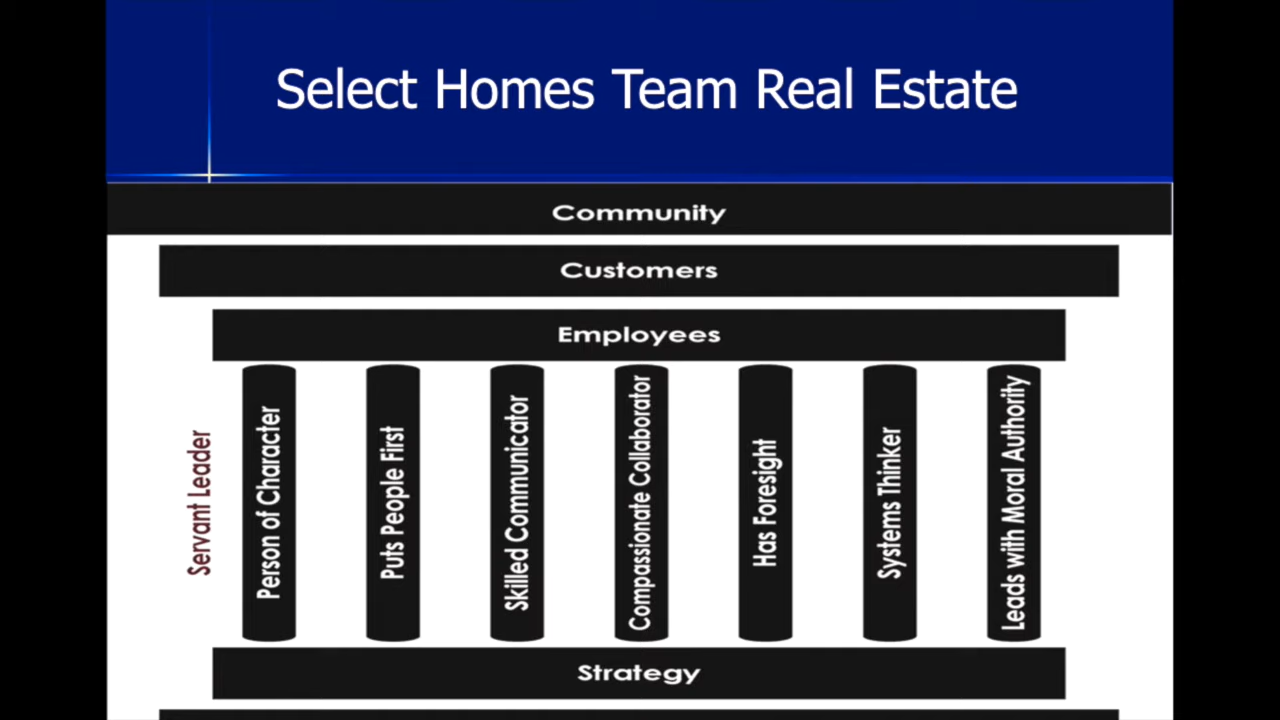 Select Homes Team Real Estate
Community
Customers
Employees
Servant Leader
Person of Character
Puts People First
Skilled Communicator
Compassionate Collaborator
Has Foresight
Systems Thinker
Leads with Moral Authority
Strategy